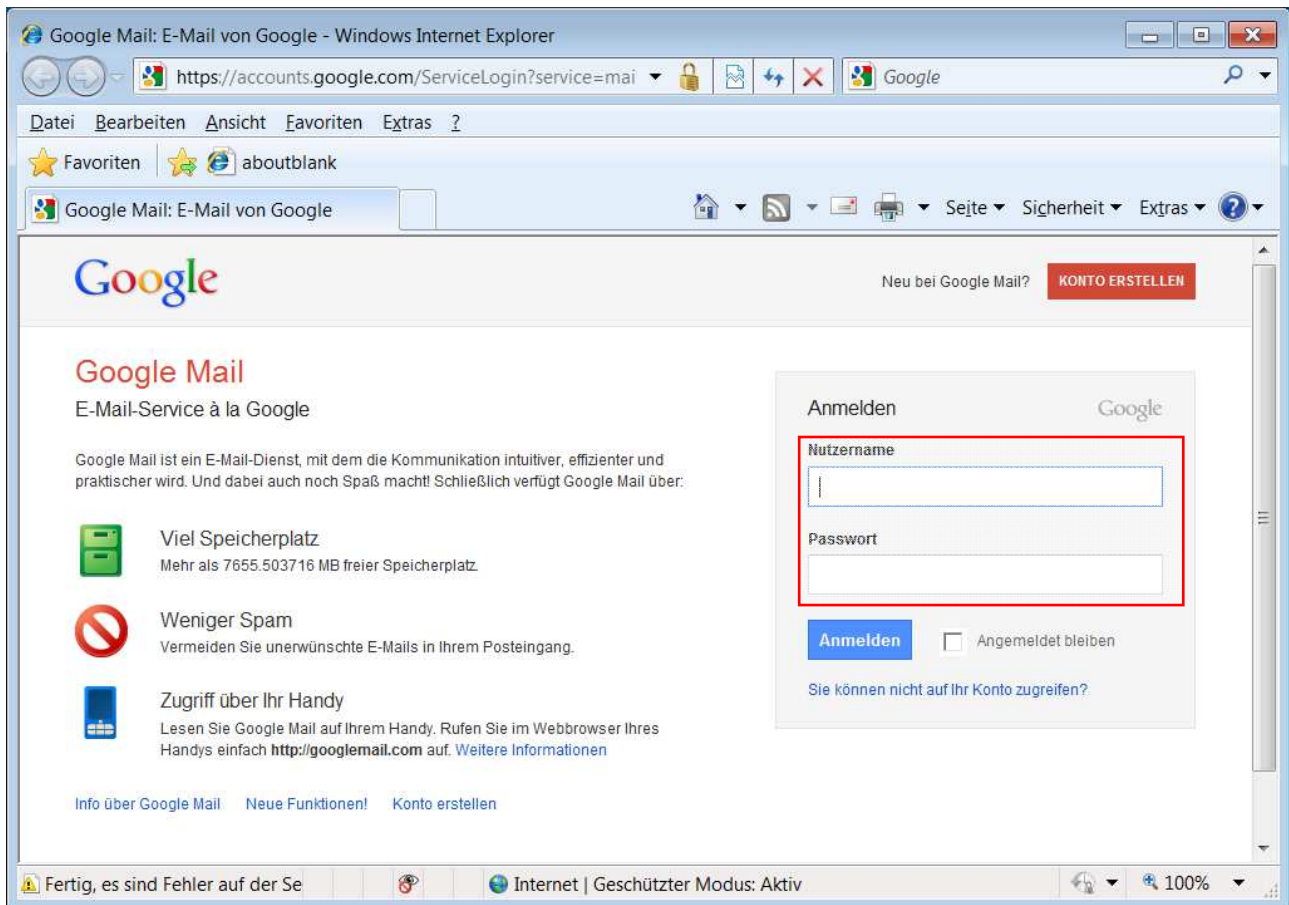 Google Mail: E-Mail von Google - Windows Internet Explorer
https://accounts.google.com/ServiceLogin?service=mai
Google
Datei Bearbeiten Ansicht Favoriten Extras ?
Favoriten aboutblank
Google Mail: E-Mail von Google
Seite Sicherheit Extras
Google
Neu bei Google Mail? KONTO ERSTELLEN
Google Mail
E-Mail-Service à la Google
Google Mail ist ein E-Mail-Dienst, mit dem die Kommunikation intuitiver, effizienter und
praktischer wird. Und dabei auch noch Spaß macht! Schließlich verfügt Google Mail über:
Viel Speicherplatz
Mehr als 7655.503716 MB freier Speicherplatz.
Weniger Spam
Vermeiden Sie unerwünschte E-Mails in Ihrem Posteingang.
Zugriff über Ihr Handy
Lesen Sie Google Mail auf Ihrem Handy. Rufen Sie im Webbrowser Ihres
Handys einfach http://googlemail.com auf. Weitere Informationen
Info über Google Mail Neue Funktionen! Konto erstellen
Anmelden Google
Nutzername
Passwort
Anmelden Angemeldet bleiben
Sie können nicht auf Ihr Konto zugreifen?
Fertig, es sind Fehler auf der Se
Internet | Geschützter Modus: Aktiv
100%